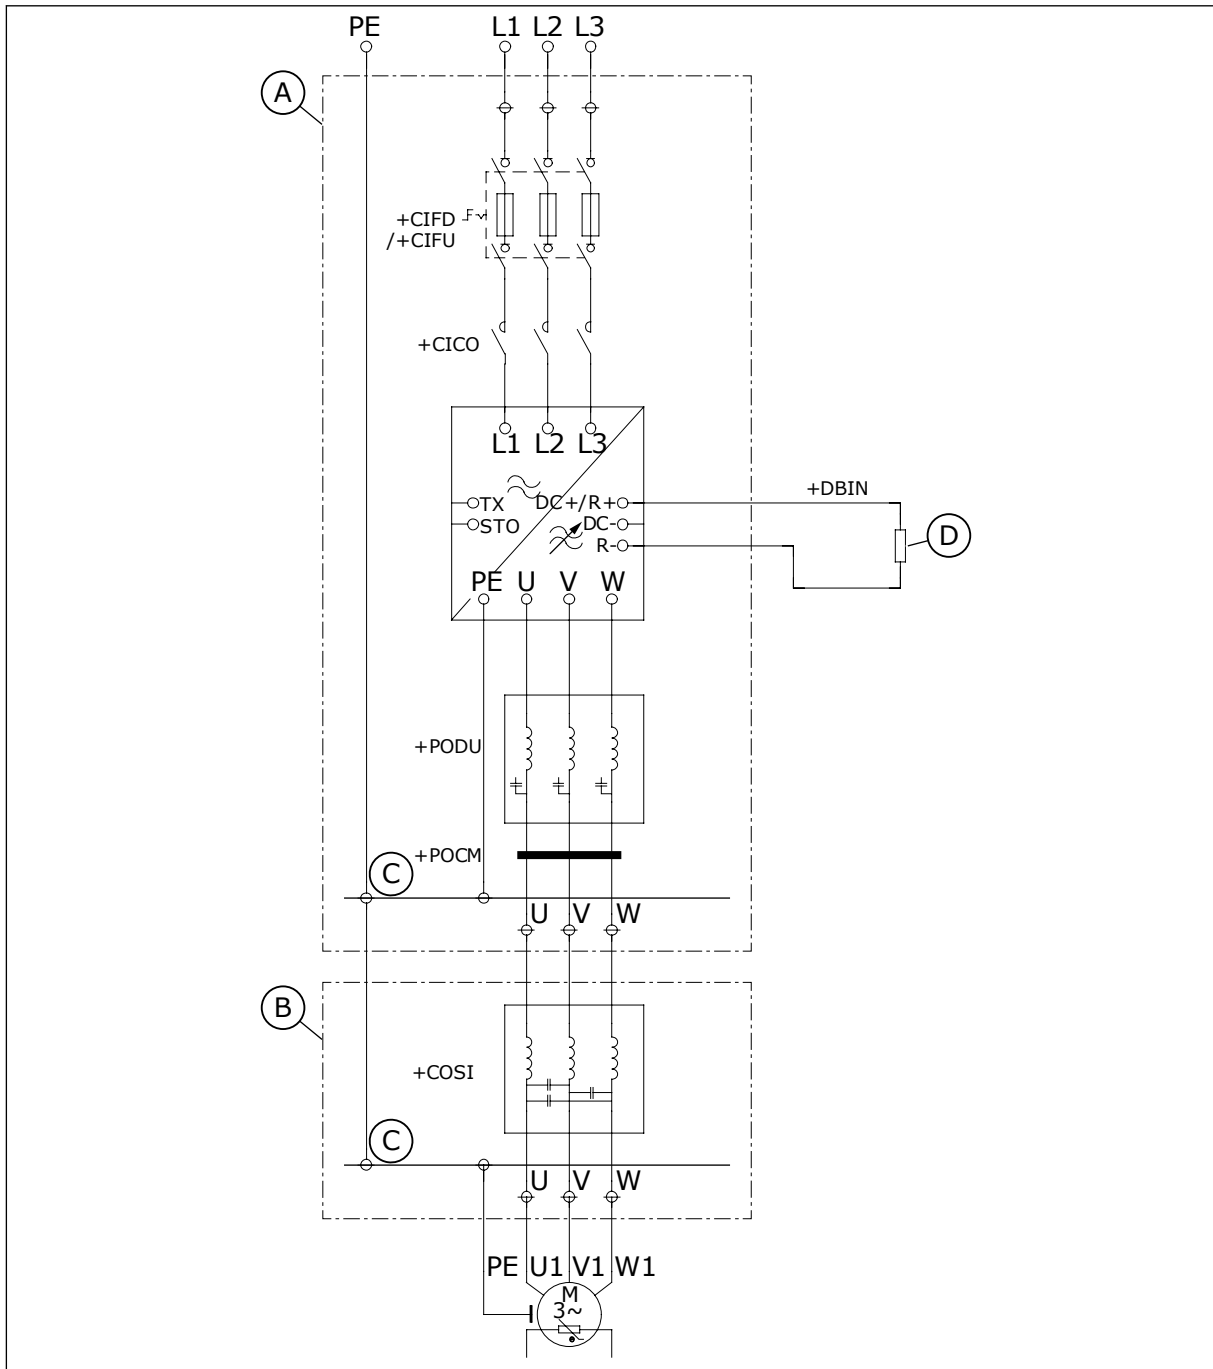 PE L1 L2 L3
A
+CIFD
/+CIFU
+CICO
L1 L2 L3
TX DC+/R+
STO DC-
R-
+DBIN
D
PE U V W
+PODU
+POCM
C
U V W
B
+COSI
C
U V W
PE U1 V1 W1
M
3~